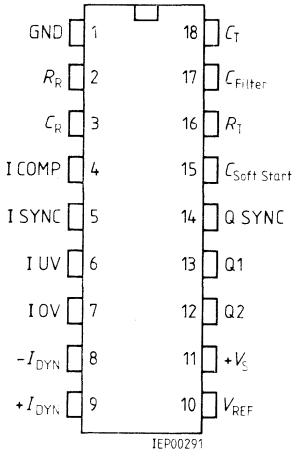 GND 1 18 C_T
R_R 2 17 C_Filter
C_R 3 16 R_T
I COMP 4 15 C_Soft Start
I SYNC 5 14 Q SYNC
I UV 6 13 Q1
I OV 7 12 Q2
-I_DYN 8 11 +V_S
+I_DYN 9 10 V_REF
IEP00291